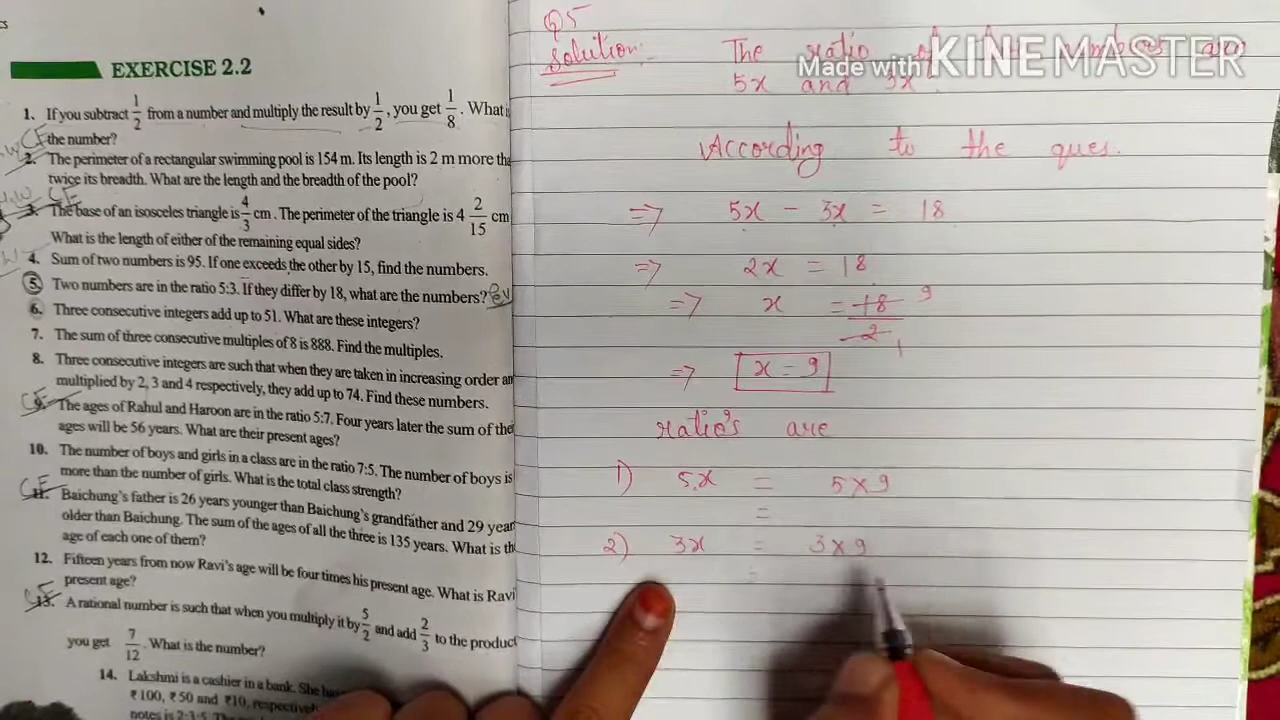 EXERCISE 2.2
1. If you subtract 1/2 from a number and multiply the result by 1/2, you get 1/8. What
the number?
2. The perimeter of a rectangular swimming pool is 154 m. Its length is 2 m more
twice its breadth. What are the length and the breadth of the pool?
3. The base of an isosceles triangle is 4/3 cm. The perimeter of the triangle is 4 2/15 cm
What is the length of either of the remaining equal sides?
4. Sum of two numbers is 95. If one exceeds the other by 15, find the numbers.
5. Two numbers are in the ratio 5:3. If they differ by 18, what are the numbers?
6. Three consecutive integers add up to 51. What are these integers?
7. The sum of three consecutive multiples of 8 is 888. Find the multiples.
8. Three consecutive integers are such that when they are taken in increasing order
multiplied by 2, 3 and 4 respectively, they add up to 74. Find these numbers.
9. The ages of Rahul and Haroon are in the ratio 5:7. Four years later the sum of
ages will be 56 years. What are their present ages?
10. The number of boys and girls in a class are in the ratio 7:5. The number of boys is
more than the number of girls. What is the total class strength?
11. Baichung's father is 26 years younger than Baichung's grandfather and 29
older than Baichung. The sum of the ages of all the three is 135 years. What is
age of each one of them?
12. Fifteen years from now Ravi's age will be four times his present age. What is Ravi
present age?
13. A rational number is such that when you multiply it by 5/2 and add 2/3 to the product
you get 7/12. What is the number?
14. Lakshmi is a cashier in a bank. She
₹100, ₹50 and ₹10,
notes is 2:3:5.
Q5
Solution:- The ratio of
5x and 3x
Made with KINEMASTER
According to the ques.
=> 5x - 3x = 18
=> 2x = 18
=> x = 18/2 9 1
=> x = 9
ratio's are
1) 5x = 5×9
=
2) 3x = 3×9